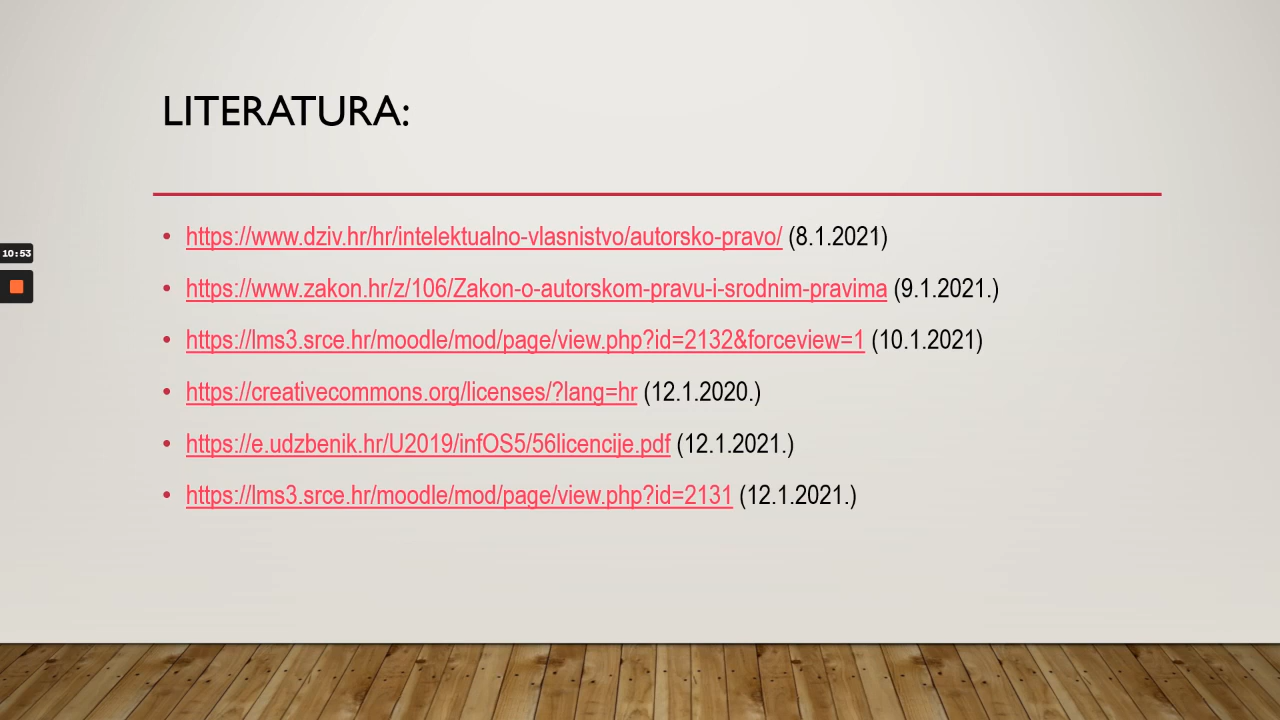 LITERATURA:
10:53
• https://www.dziv.hr/hr/intelektualno-vlasnistvo/autorsko-pravo/ (8.1.2021)
• https://www.zakon.hr/z/106/Zakon-o-autorskom-pravu-i-srodnim-pravima (9.1.2021.)
• https://lms3.srce.hr/moodle/mod/page/view.php?id=2132&forceview=1 (10.1.2021)
• https://creativecommons.org/licenses/?lang=hr (12.1.2020.)
• https://e.udzbenik.hr/U2019/infOS5/56licencije.pdf (12.1.2021.)
• https://lms3.srce.hr/moodle/mod/page/view.php?id=2131 (12.1.2021.)